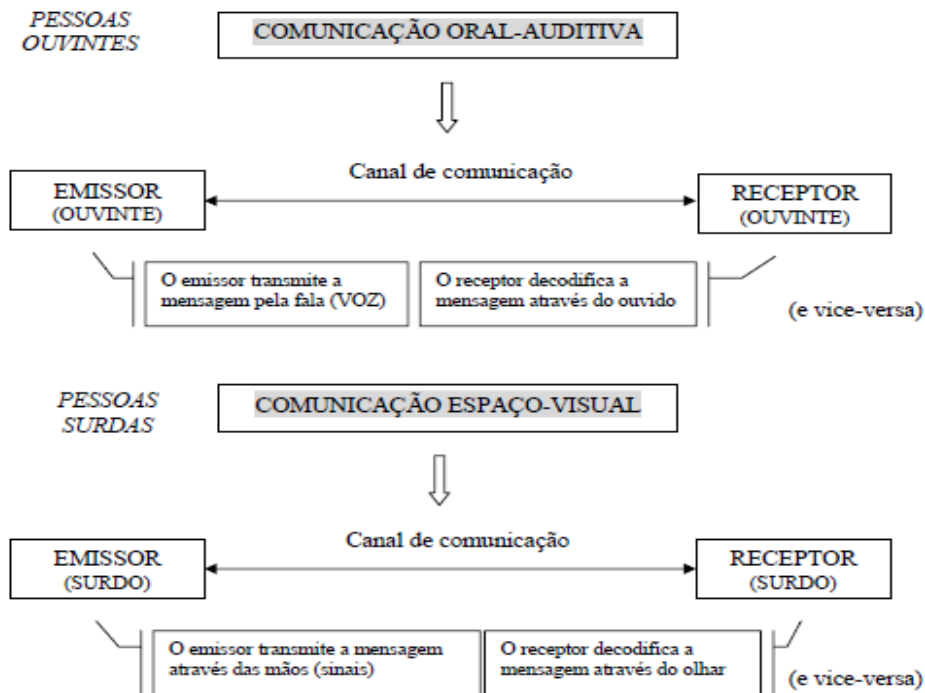 PESSOAS
OUVINTES
COMUNICAÇÃO ORAL-AUDITIVA
Canal de comunicação
EMISSOR
(OUVINTE)
RECEPTOR
(OUVINTE)
O emissor transmite a
mensagem pela fala (VOZ)
O receptor decodifica a
mensagem através do ouvido
(e vice-versa)
PESSOAS
SURDAS
COMUNICAÇÃO ESPAÇO-VISUAL
Canal de comunicação
EMISSOR
(SURDO)
RECEPTOR
(SURDO)
O emissor transmite a mensagem
através das mãos (sinais)
O receptor decodifica a
mensagem através do olhar
(e vice-versa)